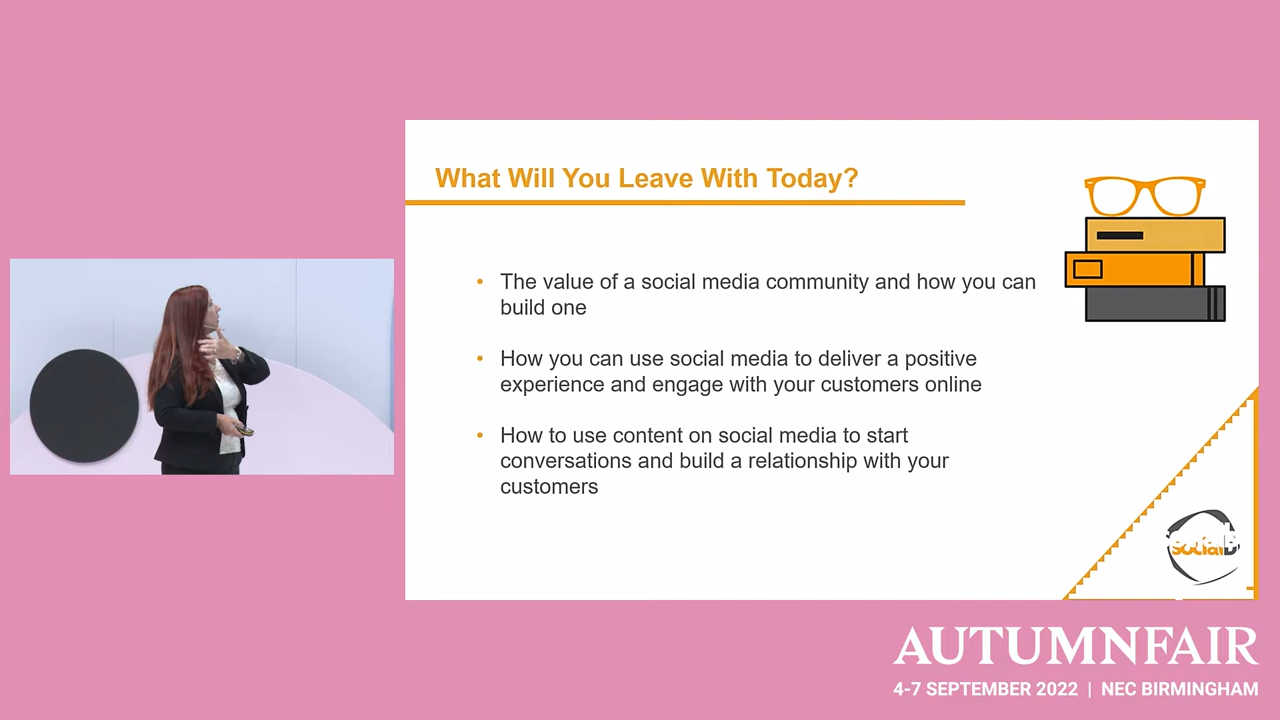 What Will You Leave With Today?
• The value of a social media community and how you can
build one
• How you can use social media to deliver a positive
experience and engage with your customers online
• How to use content on social media to start
conversations and build a relationship with your
customers
AUTUMNFAIR
4-7 SEPTEMBER 2022 | NEC BIRMINGHAM